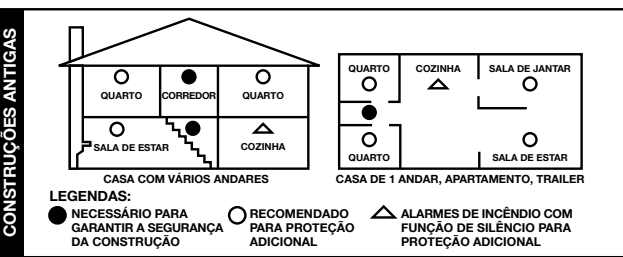 CONSTRUÇÕES ANTIGAS
QUARTO
CORREDOR
QUARTO
SALA DE ESTAR
COZINHA
CASA COM VÁRIOS ANDARES
QUARTO
COZINHA
SALA DE JANTAR
QUARTO
SALA DE ESTAR
CASA DE 1 ANDAR, APARTAMENTO, TRAILER
LEGENDAS:
NECESSÁRIO PARA
GARANTIR A SEGURANÇA
DA CONSTRUÇÃO
RECOMENDADO
PARA PROTEÇÃO
ADICIONAL
ALARMES DE INCÊNDIO COM
FUNÇÃO DE SILÊNCIO PARA
PROTEÇÃO ADICIONAL